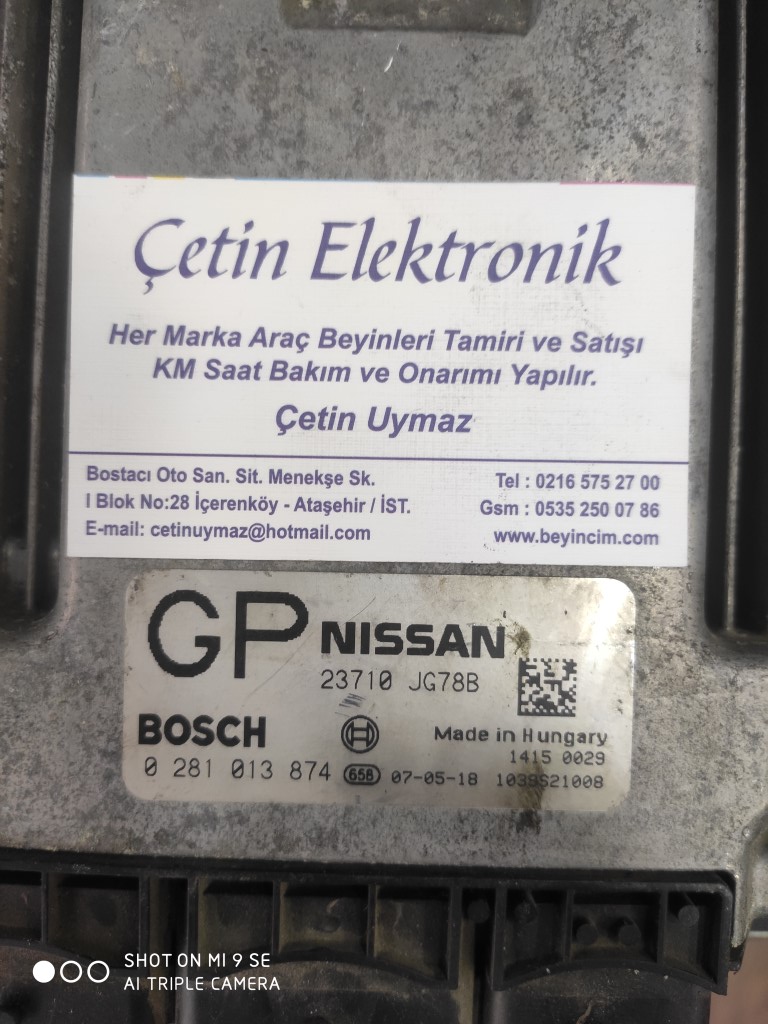 Çetin Elektronik
Her Marka Araç Beyinleri Tamiri ve Satışı
KM Saat Bakım ve Onarımı Yapılır.
Çetin Uymaz
Bostacı Oto San. Sit. Menekşe Sk.
I Blok No:28 İçerenköy - Ataşehir / İST.
E-mail: cetinuymaz@hotmail.com
Tel : 0216 575 27 00
Gsm : 0535 250 07 86
www.beyincim.com
GP NISSAN
23710 JG78B
BOSCH
Made in Hungary
1415 0029
0 281 013 874 658 07-05-18 1039S21008
SHOT ON MI 9 SE
AI TRIPLE CAMERA